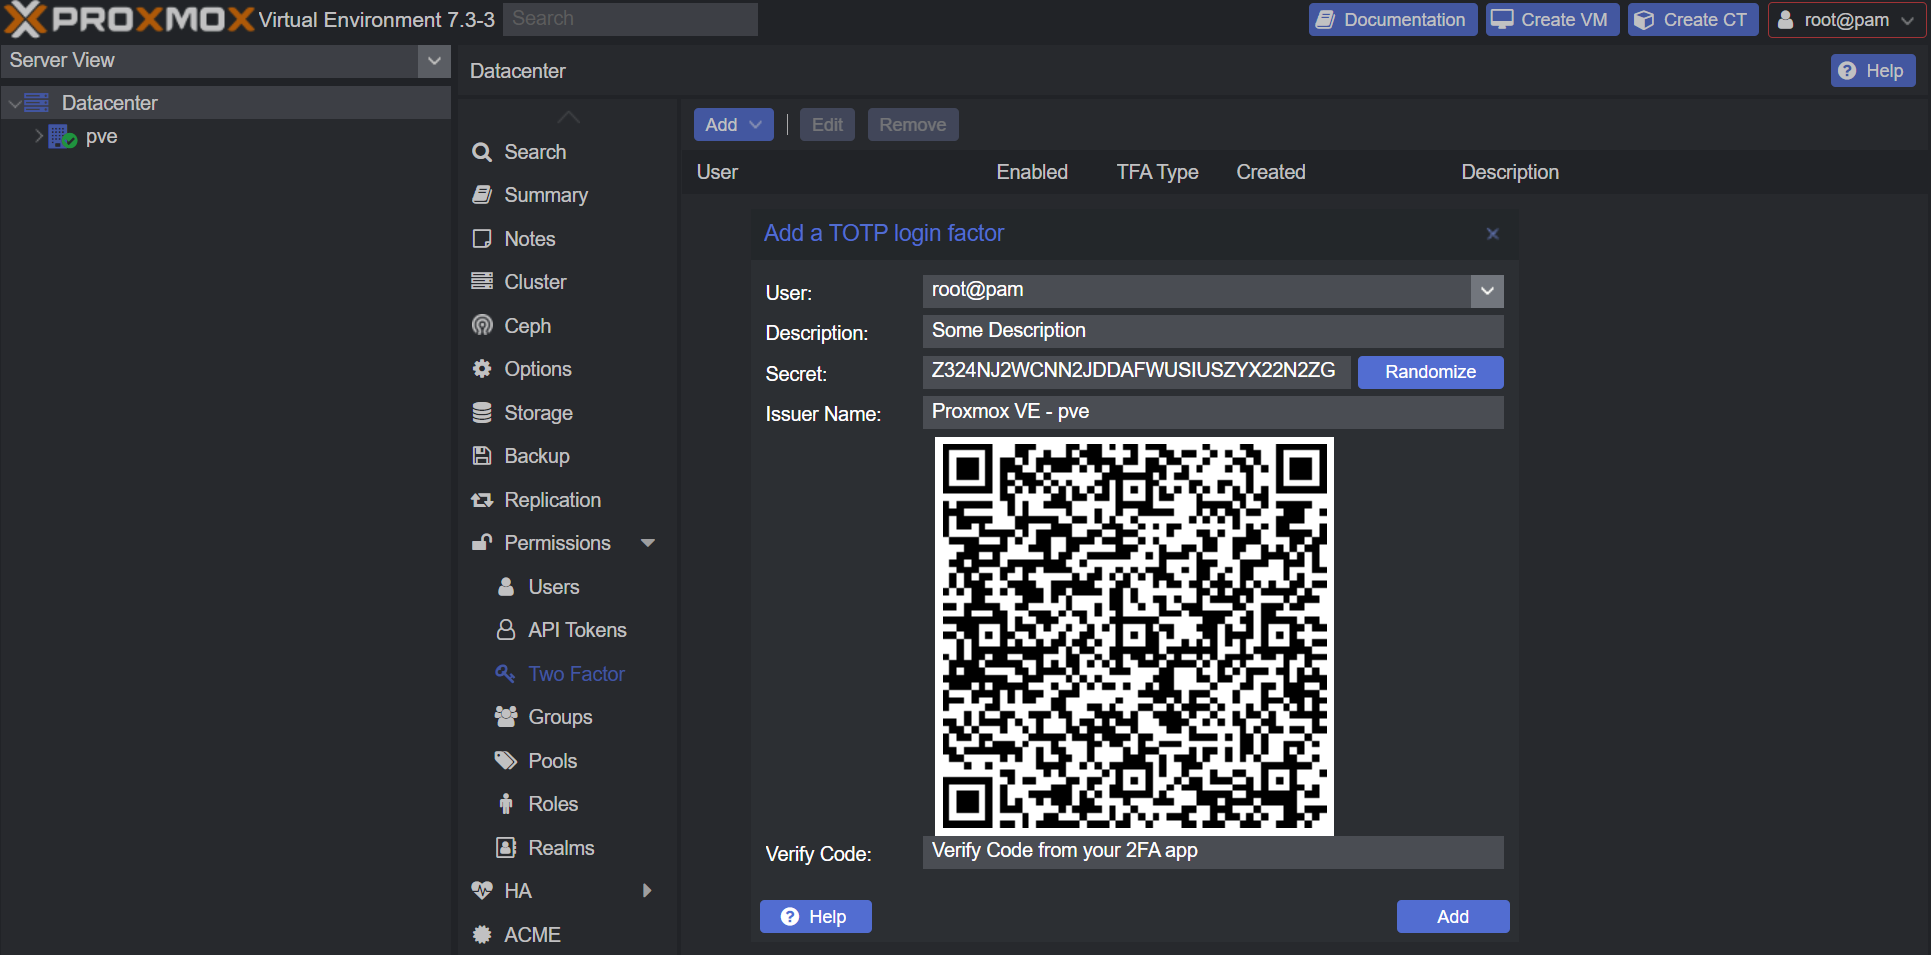 PROXMOX Virtual Environment 7.3-3 Search Documentation Create VM Create CT root@pam
Server View
Datacenter
pve
Datacenter Help
Search
Summary
Notes
Cluster
Ceph
Options
Storage
Backup
Replication
Permissions
Users
API Tokens
Two Factor
Groups
Pools
Roles
Realms
HA
ACME
Add Edit Remove
User Enabled TFA Type Created Description
Add a TOTP login factor
User: root@pam
Description: Some Description
Secret: Z324NJ2WCNN2JDDAFWUSIUSZYX22N2ZG Randomize
Issuer Name: Proxmox VE - pve
Verify Code: Verify Code from your 2FA app
Help Add